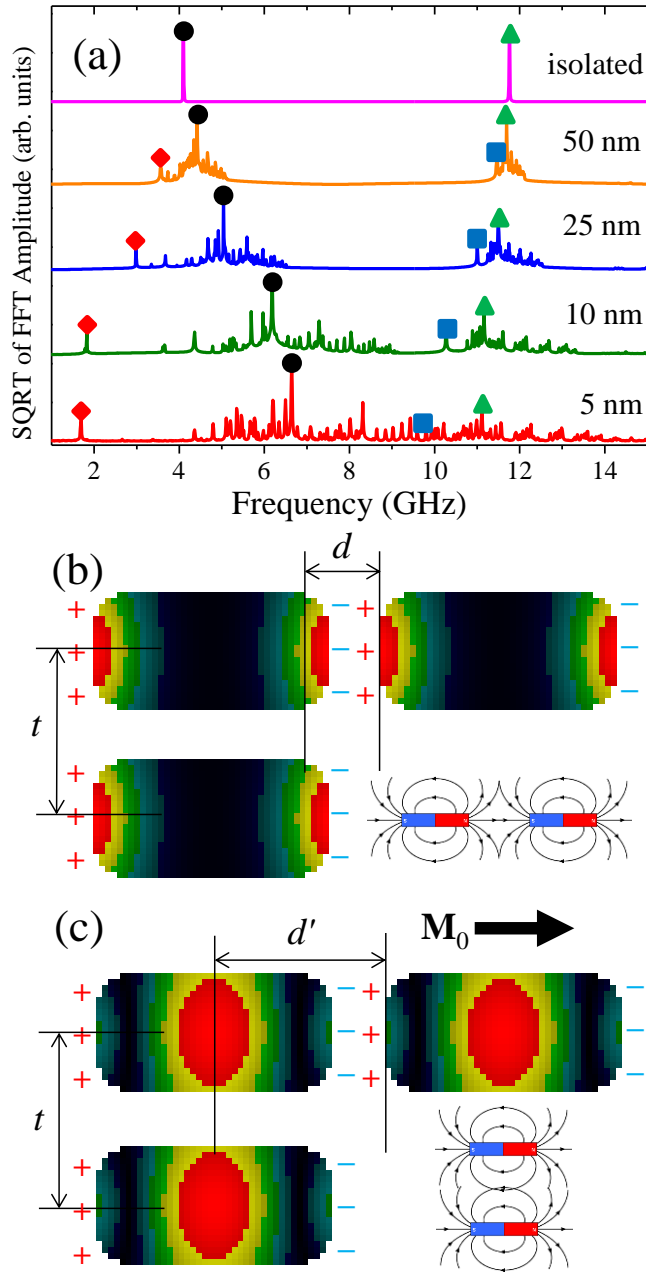 (a)
isolated
50 nm
25 nm
10 nm
5 nm
SQRT of FFT Amplitude (arb. units)
2 4 6 8 10 12 14
Frequency (GHz)
(b)
d
+ − + −
+ − + −
+ − + −
t
+ −
+ −
+ −
(c)
d'
M0
+ − + −
+ − + −
+ − + −
t
+ −
+ −
+ −